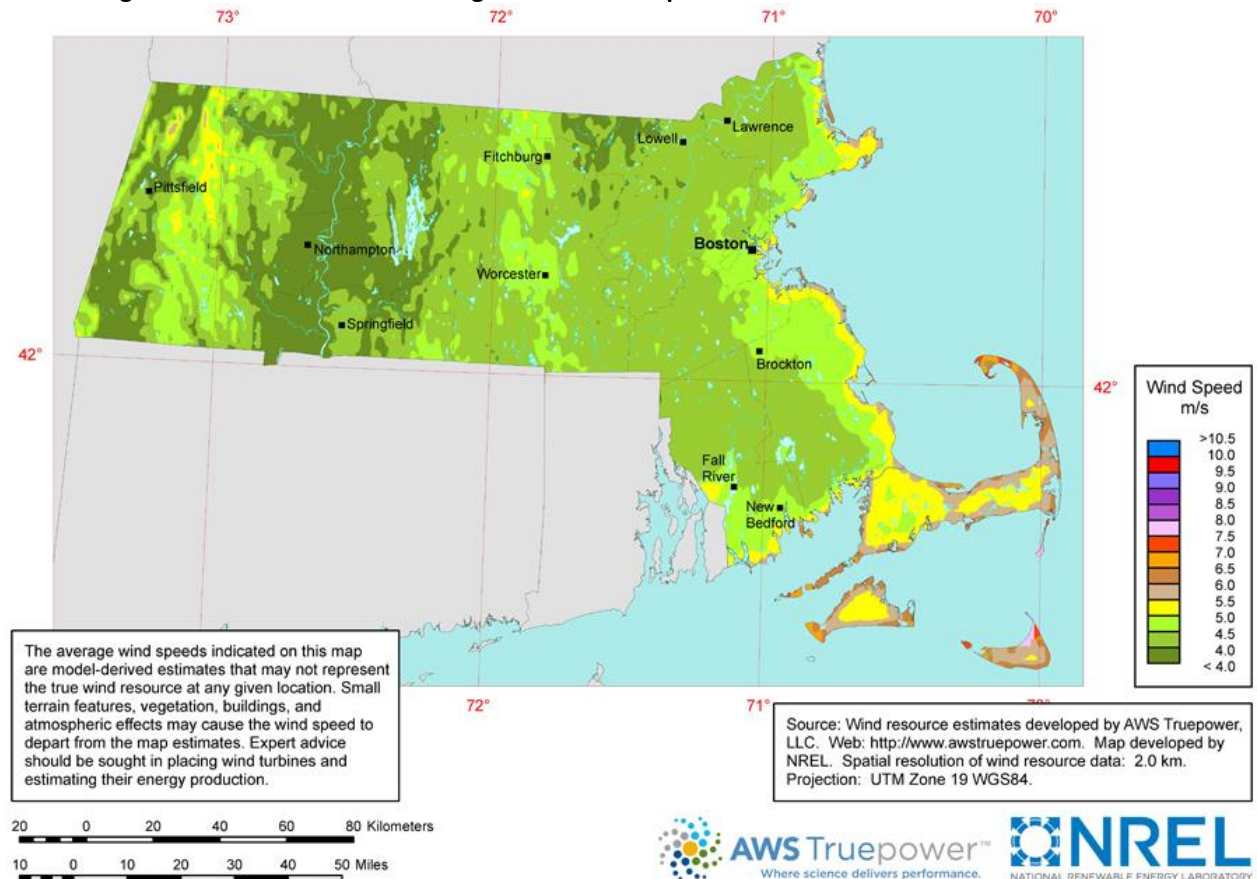 73°
72°
71°
70°
Lawrence
Lowell
Fitchburg
Pittsfield
Boston
Northampton
Worcester
Springfield
42°
Brockton
42°
Fall
River
New
Bedford
Wind Speed
m/s
>10.5
10.0
9.5
9.0
8.5
8.0
7.5
7.0
6.5
6.0
5.5
5.0
4.5
4.0
< 4.0
72°
71°
The average wind speeds indicated on this map
are model-derived estimates that may not represent
the true wind resource at any given location. Small
terrain features, vegetation, buildings, and
atmospheric effects may cause the wind speed to
depart from the map estimates. Expert advice
should be sought in placing wind turbines and
estimating their energy production.
Source: Wind resource estimates developed by AWS Truepower,
LLC. Web: http://www.awstruepower.com. Map developed by
NREL. Spatial resolution of wind resource data: 2.0 km.
Projection: UTM Zone 19 WGS84.
20 0 20 40 60 80 Kilometers
10 0 10 20 30 40 50 Miles
AWS Truepower™
Where science delivers performance.
NREL
NATIONAL RENEWABLE ENERGY LABORATORY